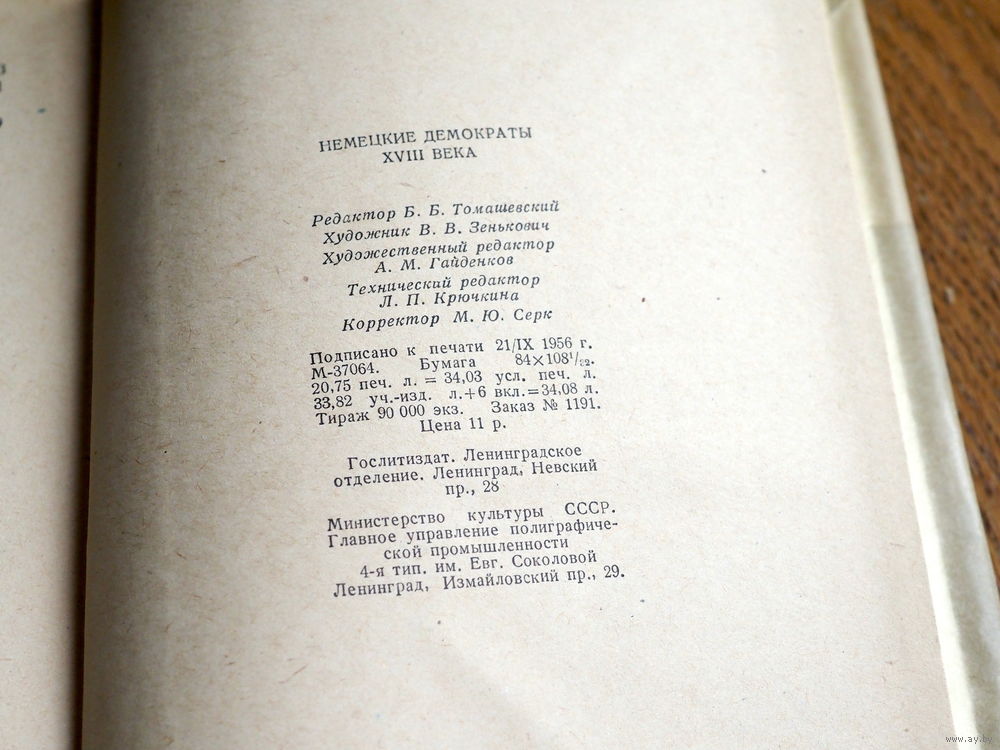 НЕМЕЦКИЕ ДЕМОКРАТЫ
XVIII ВЕКА
Редактор Б. Б. Томашевский
Художник В. В. Зенькович
Художественный редактор
А. М. Гайденков
Технический редактор
Л. П. Крючкина
Корректор М. Ю. Серк
Подписано к печати 21/IX 1956 г.
М-37064. Бумага 84×108¹/₃₂.
20,75 печ. л. = 34,03 усл. печ. л.
33,82 уч.-изд. л.+6 вкл.=34,08 л.
Тираж 90 000 экз. Заказ № 1191.
Цена 11 р.
Гослитиздат. Ленинградское
отделение. Ленинград, Невский
пр., 28
Министерство культуры СССР.
Главное управление полиграфиче-
ской промышленности
4-я тип. им. Евг. Соколовой
Ленинград, Измайловский пр., 29.
www.ay.by